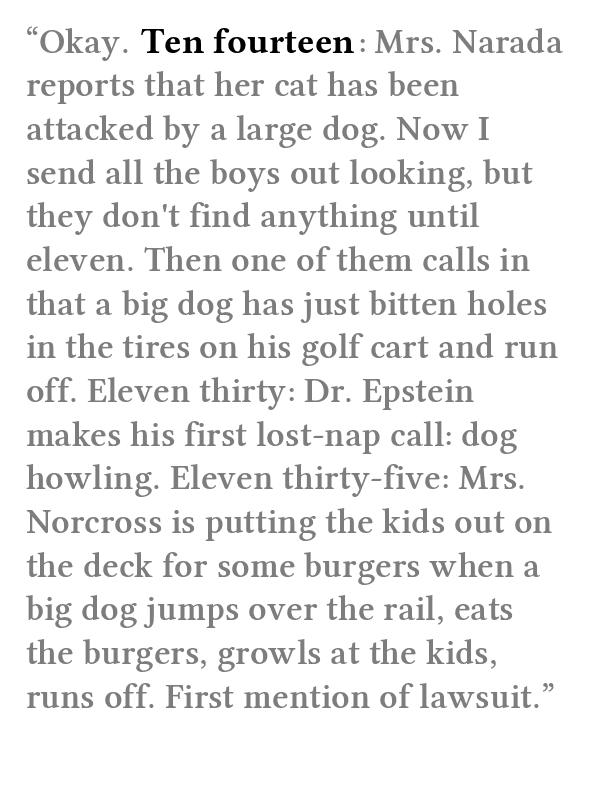 “Okay. Ten fourteen: Mrs. Narada
reports that her cat has been
attacked by a large dog. Now I
send all the boys out looking, but
they don't find anything until
eleven. Then one of them calls in
that a big dog has just bitten holes
in the tires on his golf cart and run
off. Eleven thirty: Dr. Epstein
makes his first lost-nap call: dog
howling. Eleven thirty-five: Mrs.
Norcross is putting the kids out on
the deck for some burgers when a
big dog jumps over the rail, eats
the burgers, growls at the kids,
runs off. First mention of lawsuit.”